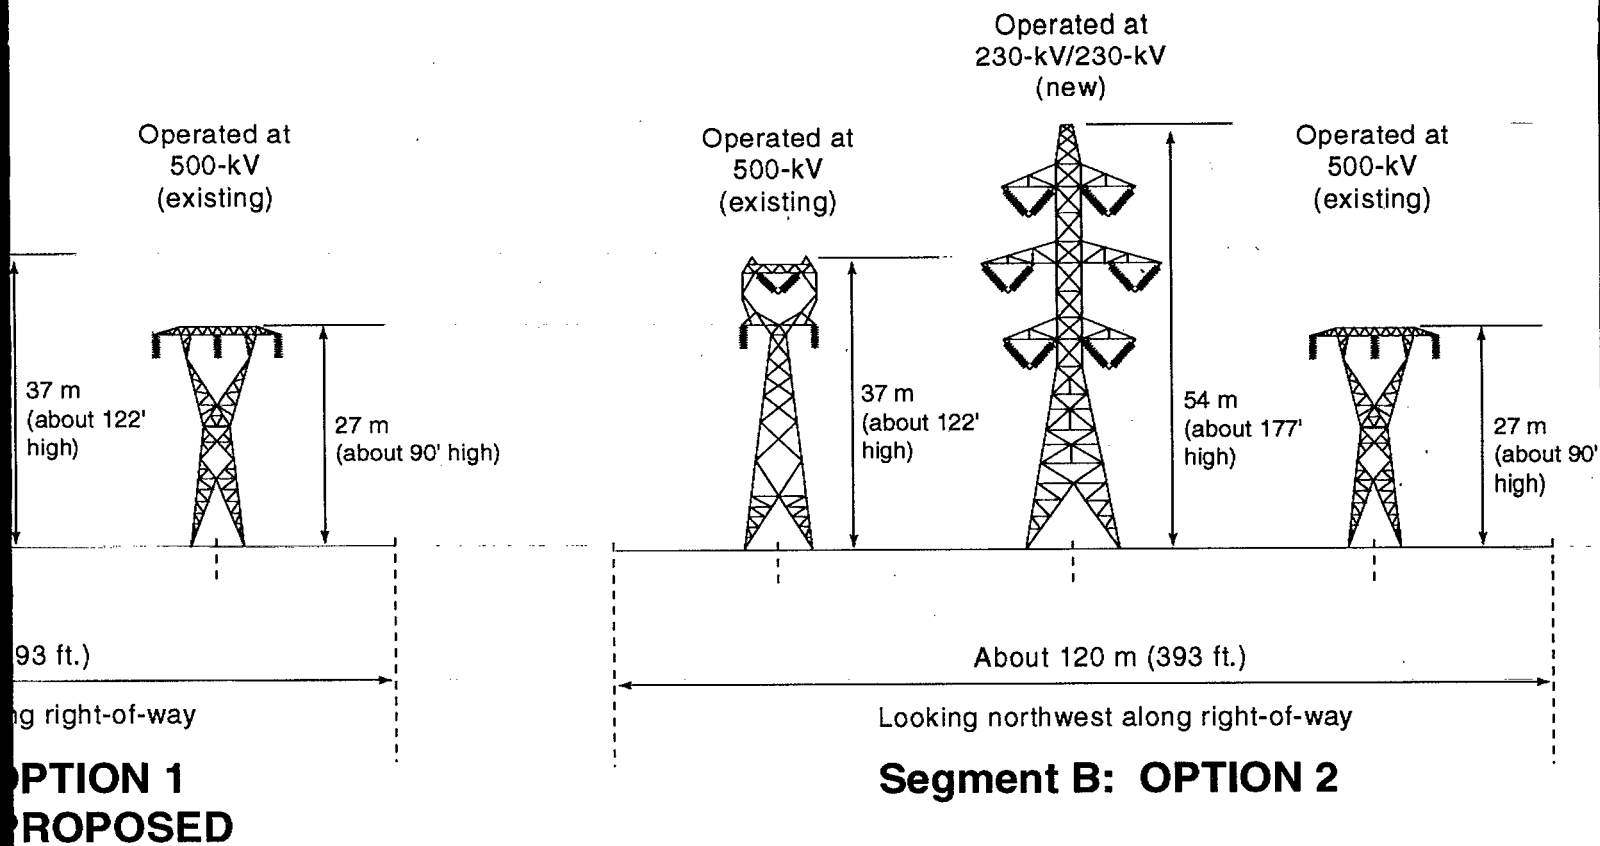 Operated at
500-kV
(existing)
37 m
(about 122'
high)
27 m
(about 90' high)
93 ft.)
right-of-way
OPTION 1
PROPOSED
Operated at
500-kV
(existing)
Operated at
230-kV/230-kV
(new)
Operated at
500-kV
(existing)
37 m
(about 122'
high)
54 m
(about 177'
high)
27 m
(about 90'
high)
About 120 m (393 ft.)
Looking northwest along right-of-way
Segment B: OPTION 2